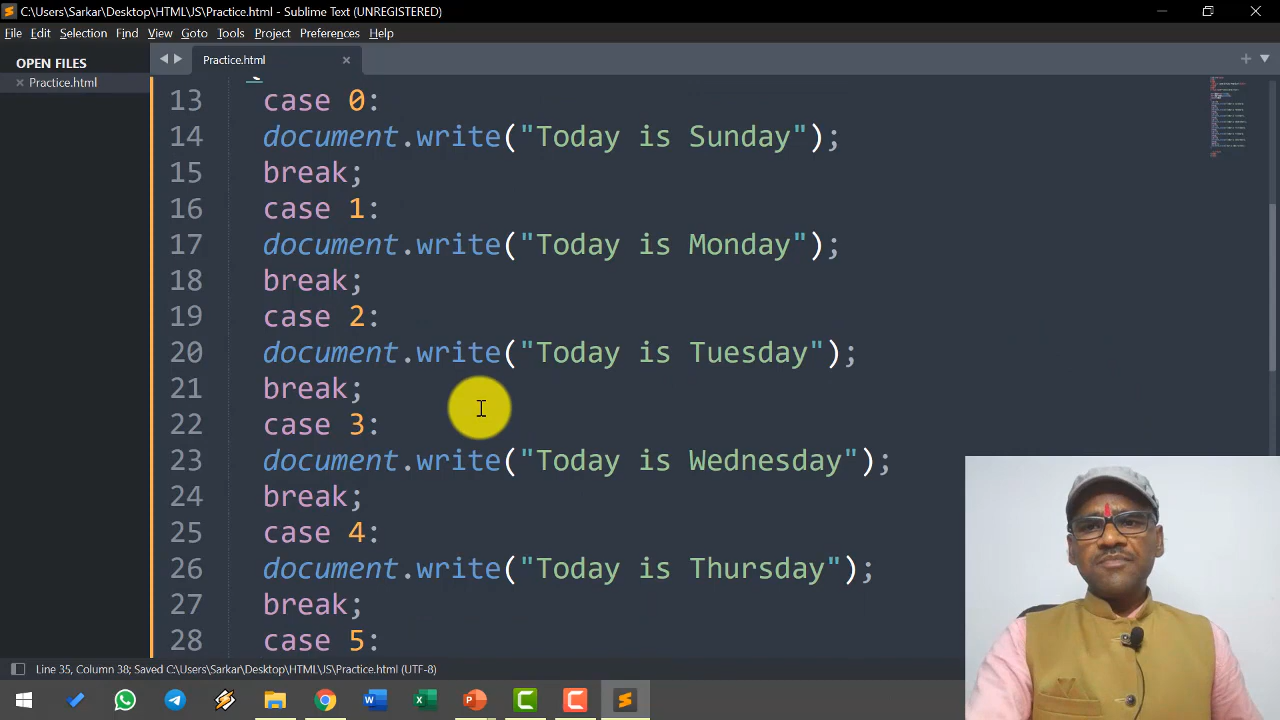 C:\Users\Sarkar\Desktop\HTML\JS\Practice.html - Sublime Text (UNREGISTERED)
File Edit Selection Find View Goto Tools Project Preferences Help
OPEN FILES
Practice.html
Practice.html
13 case 0:
14 document.write("Today is Sunday");
15 break;
16 case 1:
17 document.write("Today is Monday");
18 break;
19 case 2:
20 document.write("Today is Tuesday");
21 break;
22 case 3:
23 document.write("Today is Wednesday");
24 break;
25 case 4:
26 document.write("Today is Thursday");
27 break;
28 case 5:
Line 35, Column 38; Saved C:\Users\Sarkar\Desktop\HTML\JS\Practice.html (UTF-8)